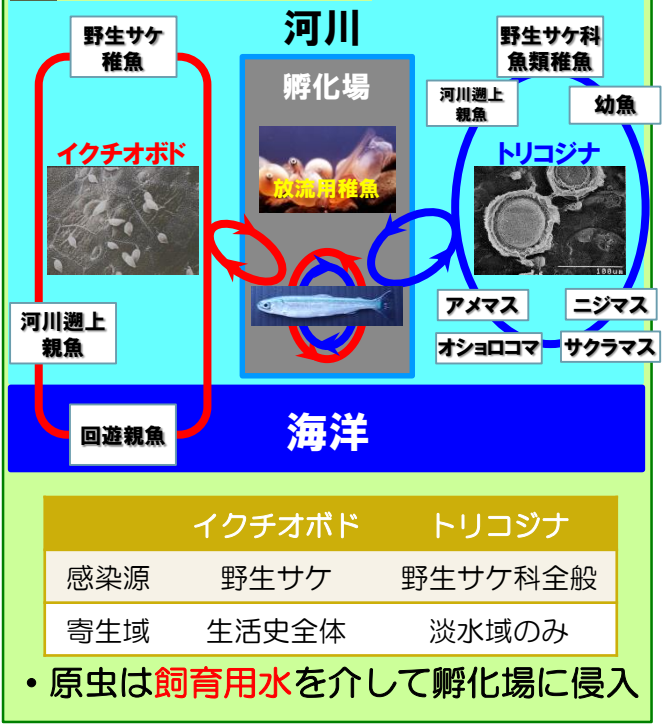 河川
野生サケ
稚魚
イクチオボド
河川遡上
親魚
回遊親魚
孵化場
放流用稚魚
野生サケ科
魚類稚魚
河川遡上
親魚
幼魚
トリコジナ
100um
アメマス
ニジマス
オショロコマ
サクラマス
海洋
イクチオボド トリコジナ
感染源 野生サケ 野生サケ科全般
寄生域 生活史全体 淡水域のみ
・原虫は飼育用水を介して孵化場に侵入